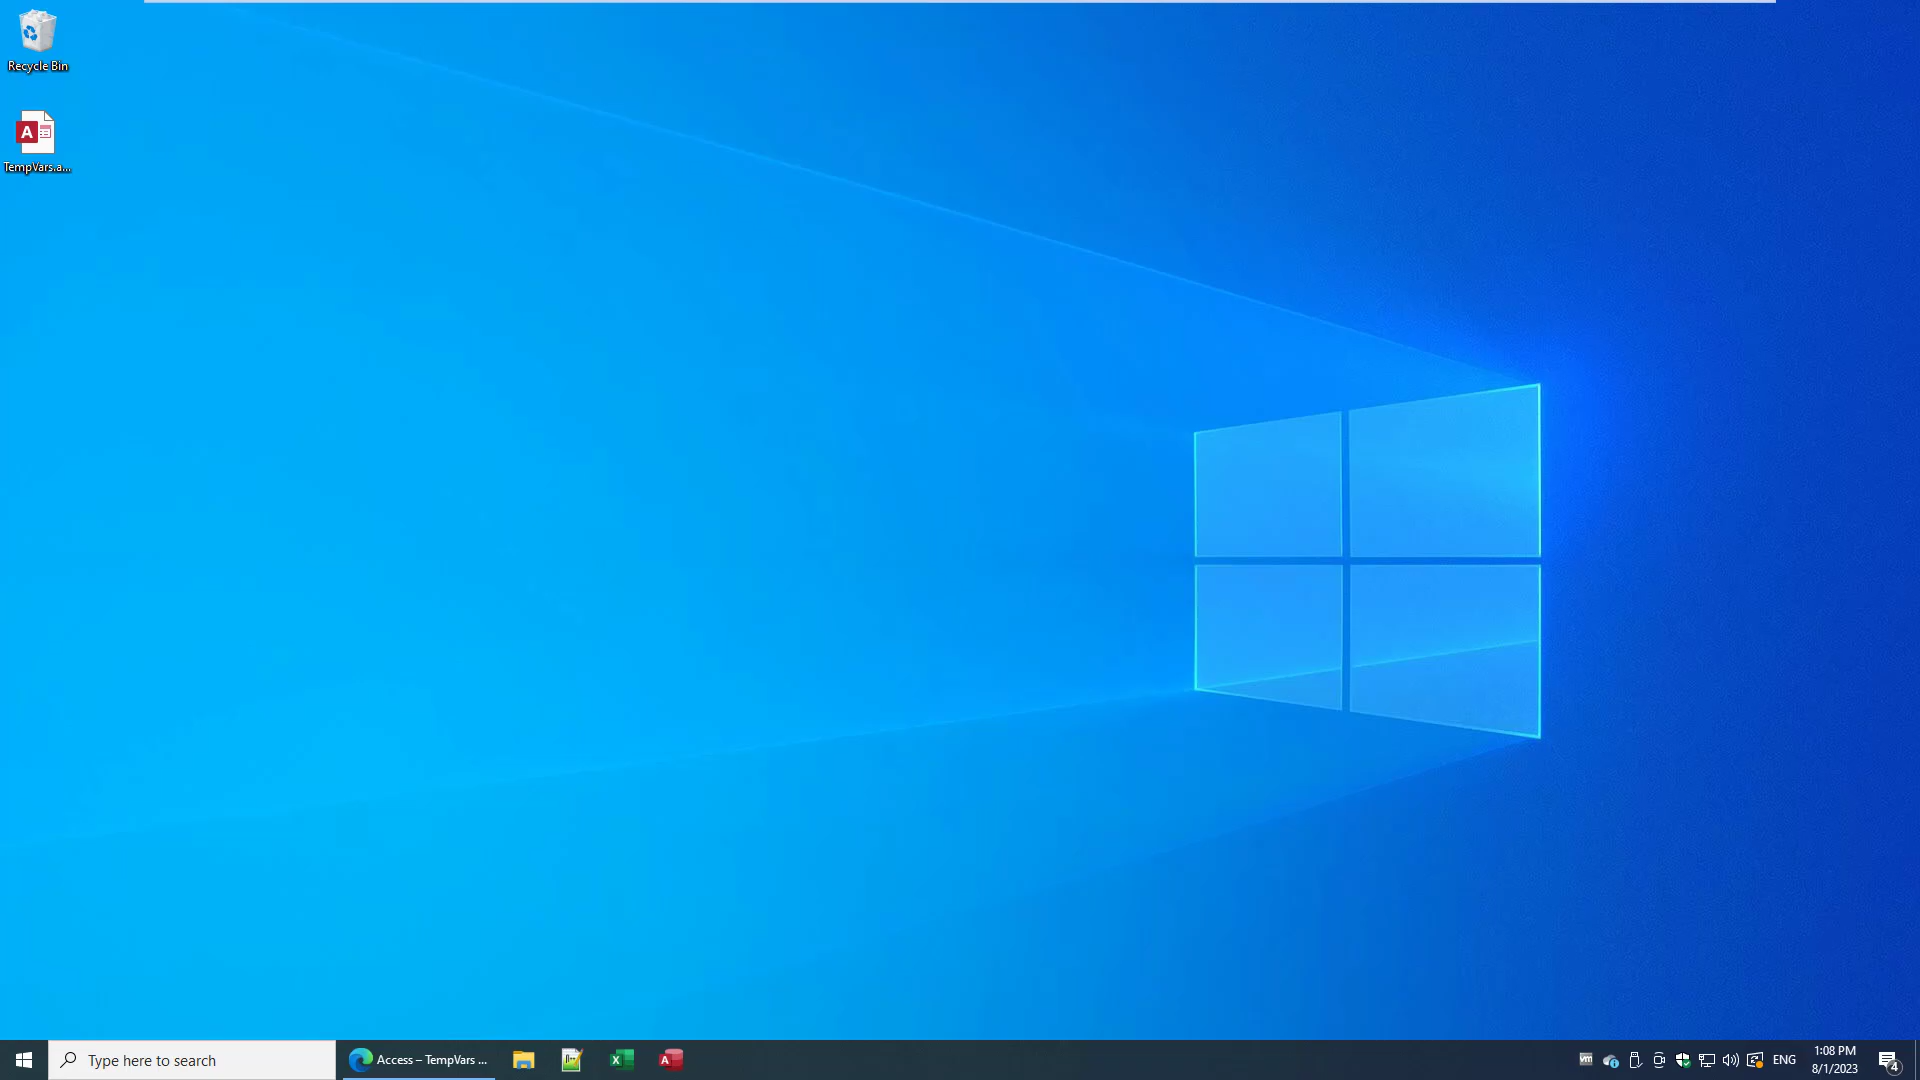 Recycle Bin
TempVars.a...
Type here to search
Access – TempVars ...
ENG
1:08 PM
8/1/2023
4